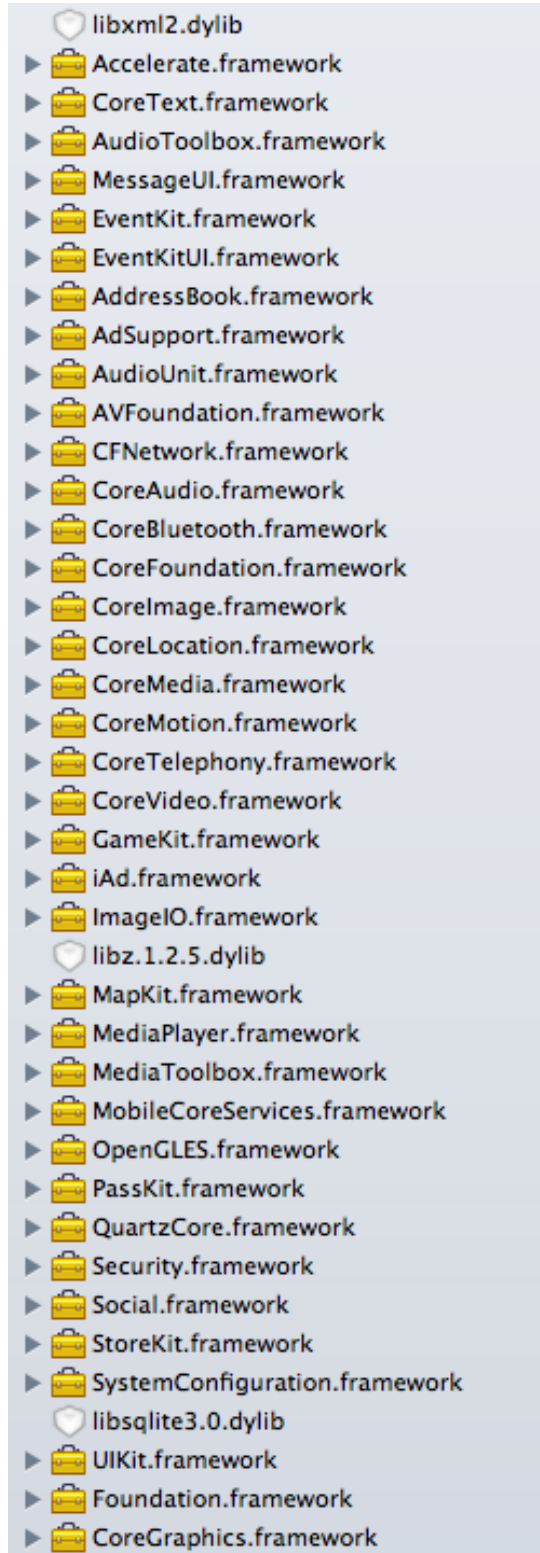 libxml2.dylib
Accelerate.framework
CoreText.framework
AudioToolbox.framework
MessageUI.framework
EventKit.framework
EventKitUI.framework
AddressBook.framework
AdSupport.framework
AudioUnit.framework
AVFoundation.framework
CFNetwork.framework
CoreAudio.framework
CoreBluetooth.framework
CoreFoundation.framework
CoreImage.framework
CoreLocation.framework
CoreMedia.framework
CoreMotion.framework
CoreTelephony.framework
CoreVideo.framework
GameKit.framework
iAd.framework
ImageIO.framework
libz.1.2.5.dylib
MapKit.framework
MediaPlayer.framework
MediaToolbox.framework
MobileCoreServices.framework
OpenGLES.framework
PassKit.framework
QuartzCore.framework
Security.framework
Social.framework
StoreKit.framework
SystemConfiguration.framework
libsqlite3.0.dylib
UIKit.framework
Foundation.framework
CoreGraphics.framework